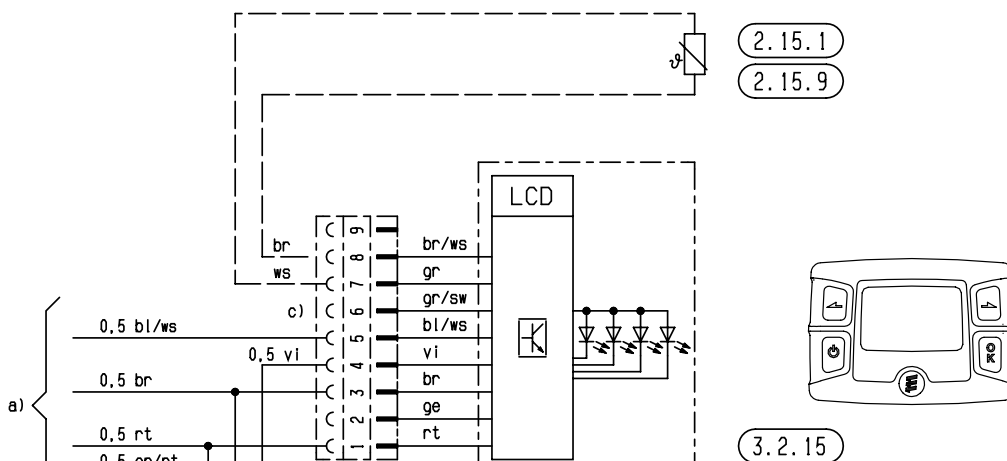 2.15.1
ϑ
2.15.9
LCD
9
br 8 br/ws
ws 7 gr
c) 6 gr/sw
0,5 bl/ws 5 bl/ws
0,5 vi 4 vi
0,5 br 3 br
a)
2 ge
0,5 rt 1 rt
3.2.15
OK